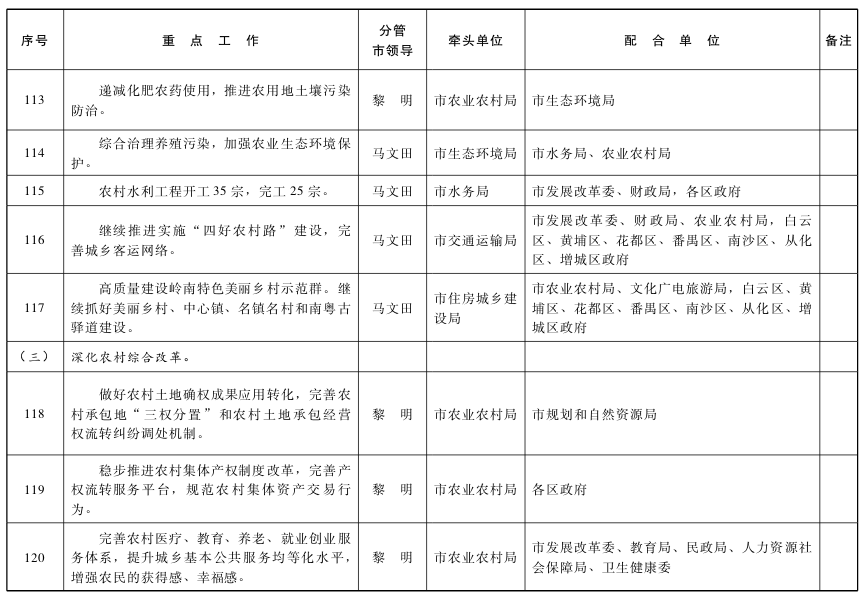 序号 重点工作 分管市领导 牵头单位 配合单位 备注
113 递减化肥农药使用，推进农用地土壤污染 黎明 市农业农村局 市生态环境局
防治。
114 综合治理养殖污染，加强农业生态环境保 马文田 市生态环境局 市水务局、农业农村局
护。
115 农村水利工程开工35宗，完工25宗。 马文田 市水务局 市发展改革委、财政局，各区政府
116 继续推进实施“四好农村路”建设，完 马文田 市交通运输局 市发展改革委、财政局、农业农村局，白云
善城乡客运网络。 区、黄埔区、花都区、番禺区、南沙区、从化
区、增城区政府
117 高质量建设岭南特色美丽乡村示范群。继 马文田 市住房城乡建 市农业农村局、文化广电旅游局，白云区、黄
续抓好美丽乡村、中心镇、名镇名村和南粤古 设局 埔区、花都区、番禺区、南沙区、从化区、增
驿道建设。 城区政府
（三） 深化农村综合改革。
118 做好农村土地确权成果应用转化，完善农 黎明 市农业农村局 市规划和自然资源局
村承包地“三权分置”和农村土地承包经营
权流转纠纷调处机制。
119 稳步推进农村集体产权制度改革，完善产 黎明 市农业农村局 各区政府
权流转服务平台，规范农村集体资产交易行
为。
120 完善农村医疗、教育、养老、就业创业服 黎明 市农业农村局 市发展改革委、教育局、民政局、人力资源社
务体系，提升城乡基本公共服务均等化水平， 会保障局、卫生健康委
增强农民的获得感、幸福感。